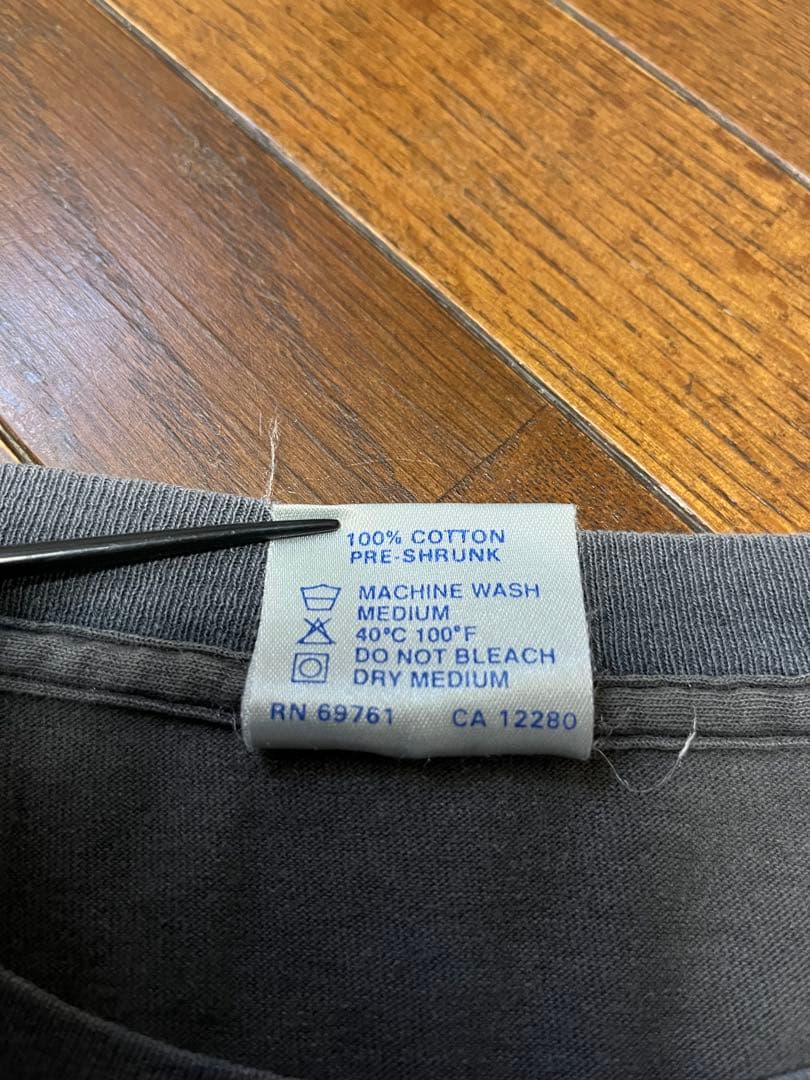 100% COTTON
PRE-SHRUNK
MACHINE WASH
MEDIUM
40°C 100°F
DO NOT BLEACH
DRY MEDIUM
RN 69761 CA 12280